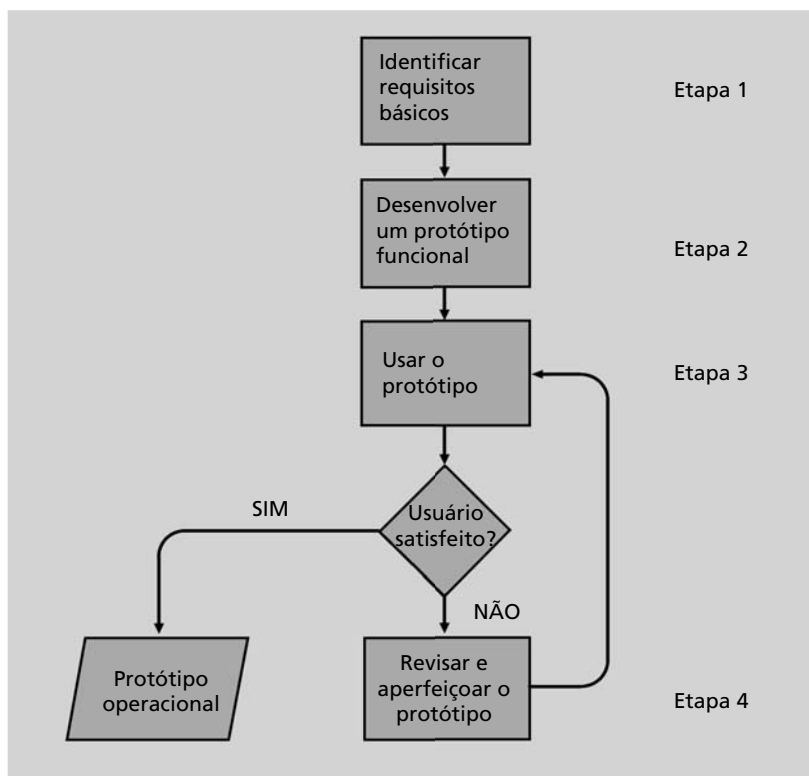 Identificar
requisitos
básicos
Etapa 1
Desenvolver
um protótipo
funcional
Etapa 2
Usar o
protótipo
Etapa 3
SIM
Usuário
satisfeito?
NÃO
Protótipo
operacional
Revisar e
aperfeiçoar o
protótipo
Etapa 4